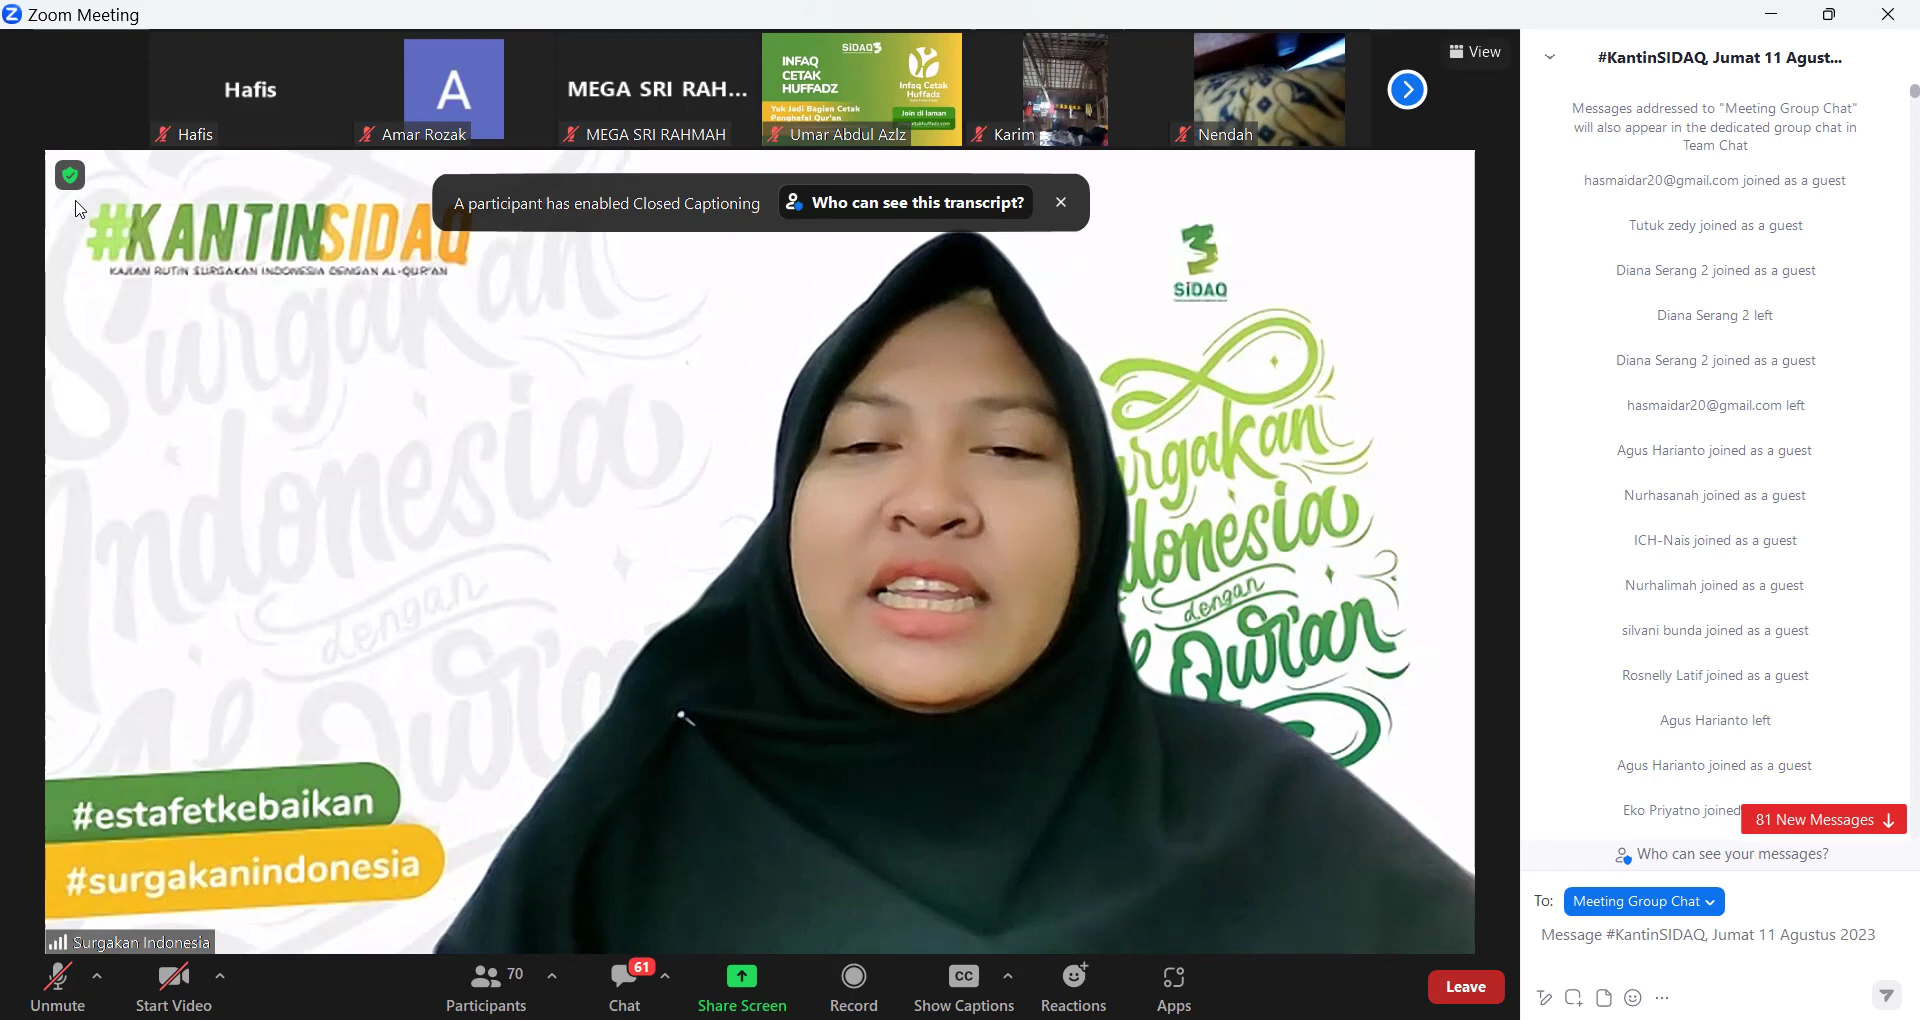 Zoom Meeting
Hafis
A
MEGA SRI RAH...
SiDAQ3
INFAQ
CETAK
HUFFADZ
Yuk Jadi Bagian Cetak
Penghafal Qur'an
Infaq Cetak
Huffadz
Join di laman
Hafis
Amar Rozak
MEGA SRI RAHMAH
Umar Abdul AzIz
Karim
Nendah
View
A participant has enabled Closed Captioning
Who can see this transcript?
#KANTINSIDAQ
KAJIAN RUTIN SURGAKAN INDONESIA DENGAN AL-QUR'AN
SiDAQ
Surgakan
Indonesia
dengan
Al Qur'an
urgakan
donesia
dengan
Qur'an
#estafetkebaikan
#surgakanindonesia
Surgakan Indonesia
Unmute
Start Video
70
Participants
61
Chat
Share Screen
Record
CC
Show Captions
Reactions
Apps
Leave
#KantinSIDAQ, Jumat 11 Agust...
Messages addressed to "Meeting Group Chat"
will also appear in the dedicated group chat in
Team Chat
hasmaidar20@gmail.com joined as a guest
Tutuk zedy joined as a guest
Diana Serang 2 joined as a guest
Diana Serang 2 left
Diana Serang 2 joined as a guest
hasmaidar20@gmail.com left
Agus Harianto joined as a guest
Nurhasanah joined as a guest
ICH-Nais joined as a guest
Nurhalimah joined as a guest
silvani bunda joined as a guest
Rosnelly Latif joined as a guest
Agus Harianto left
Agus Harianto joined as a guest
Eko Priyatno joined
81 New Messages
Who can see your messages?
To: Meeting Group Chat
Message #KantinSIDAQ, Jumat 11 Agustus 2023